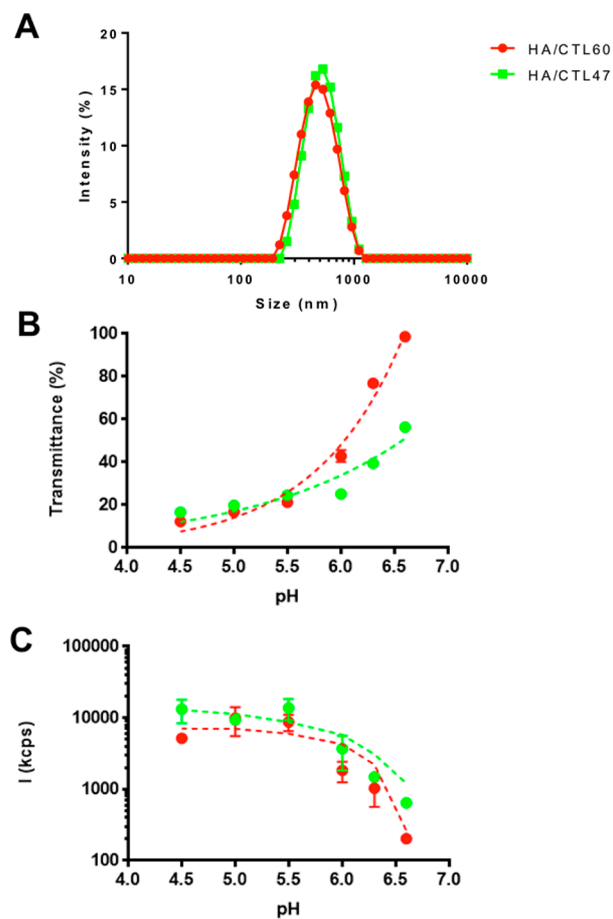 A
HA/CTL60
HA/CTL47
Intensity (%)
20
15
10
5
0
10 100 1000 10000
Size (nm)
B
Transmittance (%)
100
80
60
40
20
0
4.0 4.5 5.0 5.5 6.0 6.5 7.0
pH
C
I (kcps)
100000
10000
1000
100
4.0 4.5 5.0 5.5 6.0 6.5 7.0
pH